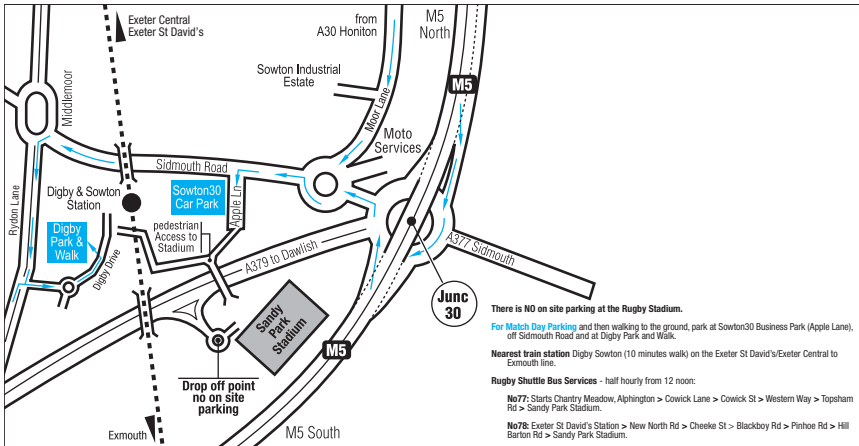 Exeter Central
Exeter St David's
from
A30 Honiton
M5
North
Sowton Industrial
Estate
M5
Middlemoor
Moor Lane
Moto
Services
Sidmouth Road
Digby & Sowton
Station
Sowton30
Car Park
Apple Ln
Rydon Lane
Digby
Park &
Walk
pedestrian
Access to
Stadium
Digby Drive
A379 to Dawlish
A377 Sidmouth
Junc
30
Sandy
Park
Stadium
M5
Drop off point
no on site
parking
Exmouth
M5 South
There is NO on site parking at the Rugby Stadium.
For Match Day Parking and then walking to the ground, park at Sowton30 Business Park (Apple Lane),
off Sidmouth Road and at Digby Park and Walk.
Nearest train station Digby Sowton (10 minutes walk) on the Exeter St David's/Exeter Central to
Exmouth line.
Rugby Shuttle Bus Services - half hourly from 12 noon:
No77: Starts Chantry Meadow, Alphington > Cowick Lane > Cowick St > Western Way > Topsham
Rd > Sandy Park Stadium.
No78: Exeter St David's Station > New North Rd > Cheeke St > Blackboy Rd > Pinhoe Rd > Hill
Barton Rd > Sandy Park Stadium.